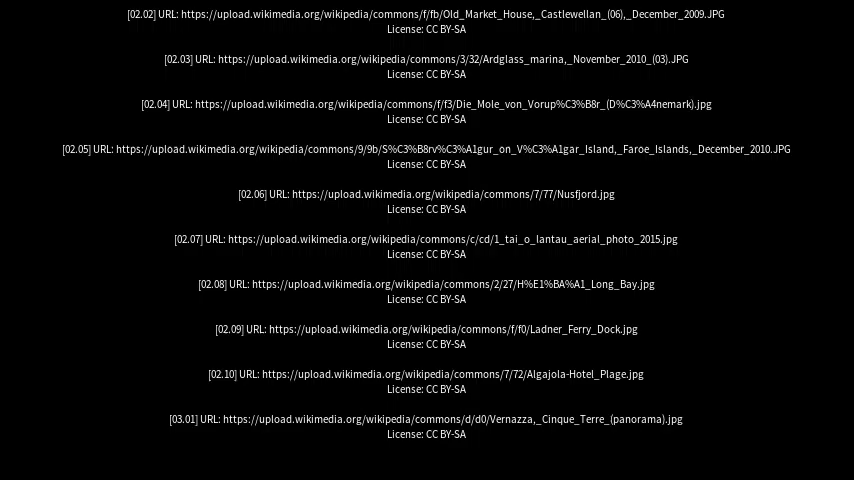 [02.02] URL: https://upload.wikimedia.org/wikipedia/commons/f/fb/Old_Market_House,_Castlewellan_(06),_December_2009.JPG
License: CC BY-SA
[02.03] URL: https://upload.wikimedia.org/wikipedia/commons/3/32/Ardglass_marina,_November_2010_(03).JPG
License: CC BY-SA
[02.04] URL: https://upload.wikimedia.org/wikipedia/commons/f/f3/Die_Mole_von_Vorup%C3%B8r_(D%C3%A4nemark).jpg
License: CC BY-SA
[02.05] URL: https://upload.wikimedia.org/wikipedia/commons/9/9b/S%C3%B8rv%C3%A1gur_on_V%C3%A1gar_Island,_Faroe_Islands,_December_2010.JPG
License: CC BY-SA
[02.06] URL: https://upload.wikimedia.org/wikipedia/commons/7/77/Nusfjord.jpg
License: CC BY-SA
[02.07] URL: https://upload.wikimedia.org/wikipedia/commons/c/cd/1_tai_o_lantau_aerial_photo_2015.jpg
License: CC BY-SA
[02.08] URL: https://upload.wikimedia.org/wikipedia/commons/2/27/H%E1%BA%A1_Long_Bay.jpg
License: CC BY-SA
[02.09] URL: https://upload.wikimedia.org/wikipedia/commons/f/f0/Ladner_Ferry_Dock.jpg
License: CC BY-SA
[02.10] URL: https://upload.wikimedia.org/wikipedia/commons/7/72/Algajola-Hotel_Plage.jpg
License: CC BY-SA
[03.01] URL: https://upload.wikimedia.org/wikipedia/commons/d/d0/Vernazza,_Cinque_Terre_(panorama).jpg
License: CC BY-SA